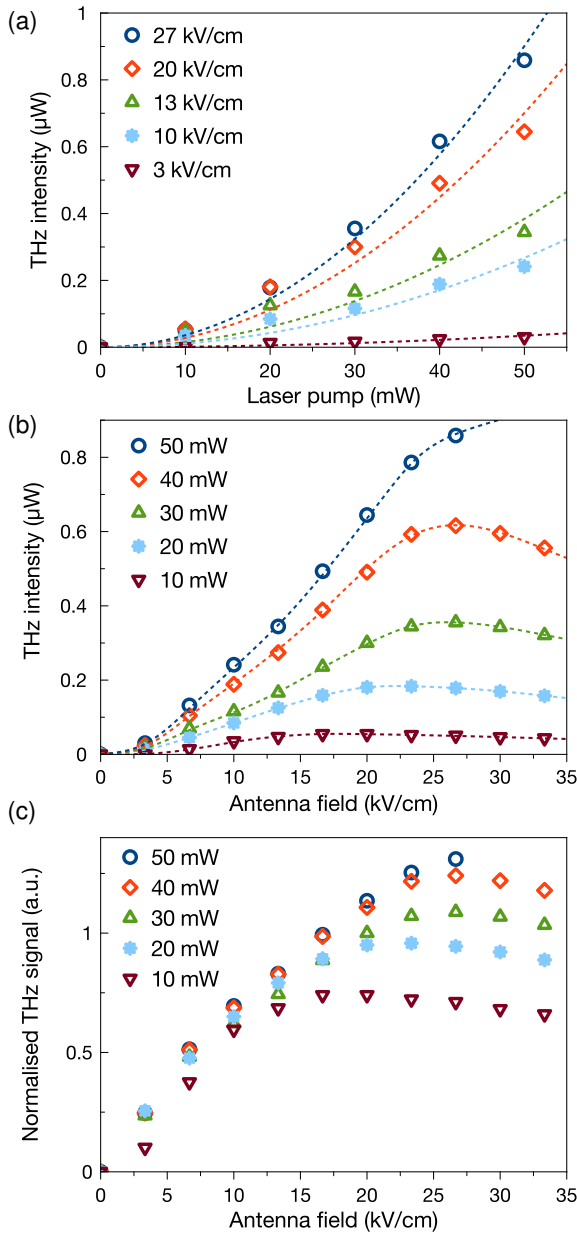 (a)
1
0.8
0.6
0.4
0.2
0
THz intensity (µW)
27 kV/cm
20 kV/cm
13 kV/cm
10 kV/cm
3 kV/cm
0 10 20 30 40 50
Laser pump (mW)
(b)
0.8
0.6
0.4
0.2
0
THz intensity (µW)
50 mW
40 mW
30 mW
20 mW
10 mW
0 5 10 15 20 25 30 35
Antenna field (kV/cm)
(c)
1
0.5
0
Normalised THz signal (a.u.)
50 mW
40 mW
30 mW
20 mW
10 mW
0 5 10 15 20 25 30 35
Antenna field (kV/cm)